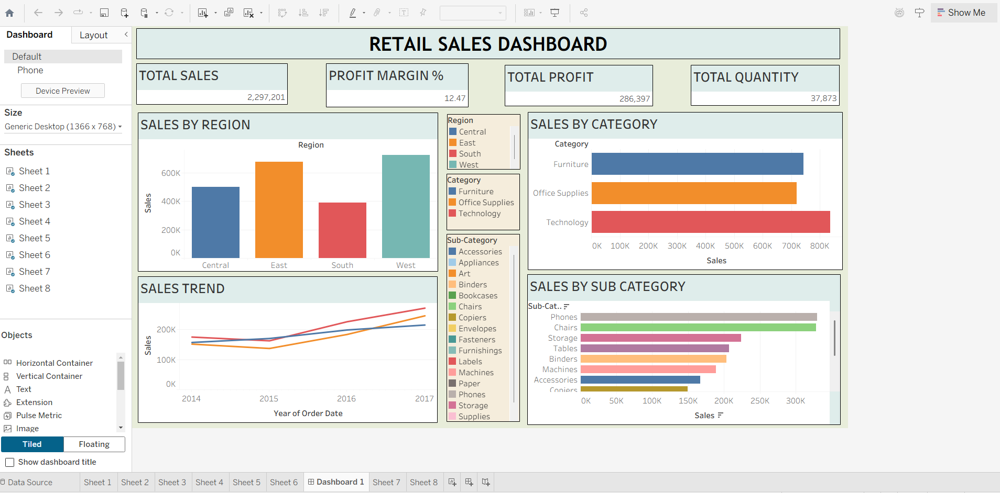 Show Me
Dashboard
Layout
Default
Phone
Device Preview
Size
Generic Desktop (1366 x 768)
Sheets
Sheet 1
Sheet 2
Sheet 3
Sheet 4
Sheet 5
Sheet 6
Sheet 7
Sheet 8
Objects
Horizontal Container
Vertical Container
Text
Extension
Pulse Metric
Image
Tiled
Floating
Show dashboard title
RETAIL SALES DASHBOARD
TOTAL SALES
2,297,201
PROFIT MARGIN %
12.47
TOTAL PROFIT
286,397
TOTAL QUANTITY
37,873
SALES BY REGION
Region
Sales
600K
400K
200K
0K
Central
East
South
West
SALES TREND
Sales
200K
100K
0K
2014
2015
2016
2017
Year of Order Date
Region
Central
East
South
West
Category
Furniture
Office Supplies
Technology
Sub-Category
Accessories
Appliances
Art
Binders
Bookcases
Chairs
Copiers
Envelopes
Fasteners
Furnishings
Labels
Machines
Paper
Phones
Storage
Supplies
SALES BY CATEGORY
Category
Furniture
Office Supplies
Technology
0K
100K
200K
300K
400K
500K
600K
700K
800K
Sales
SALES BY SUB CATEGORY
Sub-Cat..
Phones
Chairs
Storage
Tables
Binders
Machines
Accessories
Copiers
0K
50K
100K
150K
200K
250K
300K
Sales
Data Source
Sheet 1
Sheet 2
Sheet 3
Sheet 4
Sheet 5
Sheet 6
Dashboard 1
Sheet 7
Sheet 8